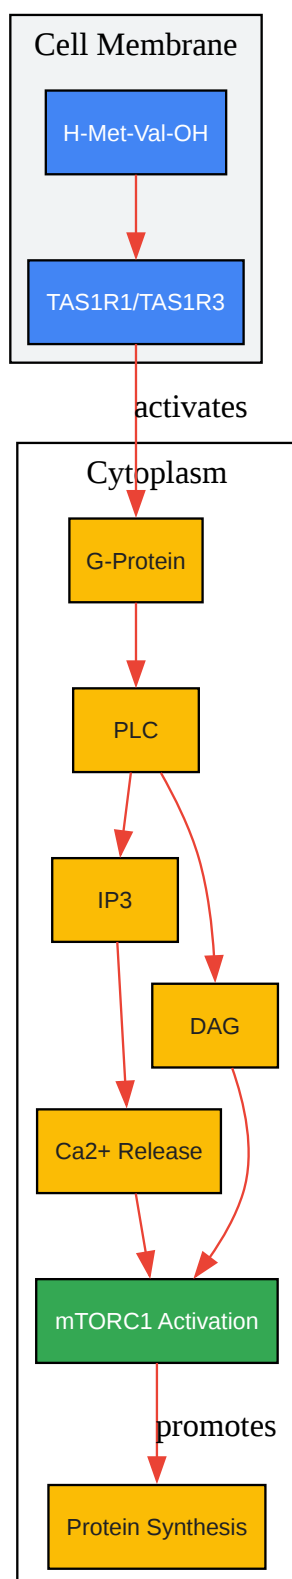 Cell Membrane
H-Met-Val-OH
TAS1R1/TAS1R3
activates
Cytoplasm
G-Protein
PLC
IP3
DAG
Ca2+ Release
mTORC1 Activation
promotes
Protein Synthesis